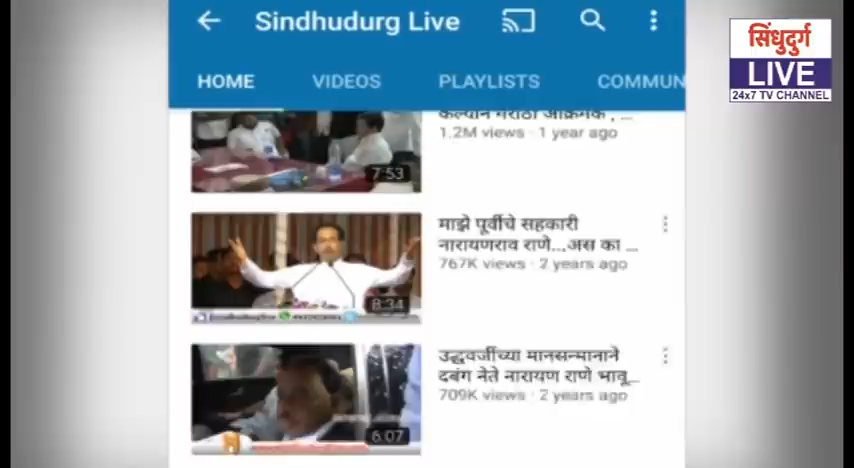 Sindhudurg Live
HOME VIDEOS PLAYLISTS COMMUN
सिंधुदुर्ग
LIVE
24x7 TV CHANNEL
1.2M views · 1 year ago
7:53
माझे पूर्वीचे सहकारी
नारायणराव राणे...अस का ...
767K views · 2 years ago
8:34
उद्धवजींच्या मानसन्मानाने
दबंग नेते नारायण राणे भावू...
709K views · 2 years ago
6:07